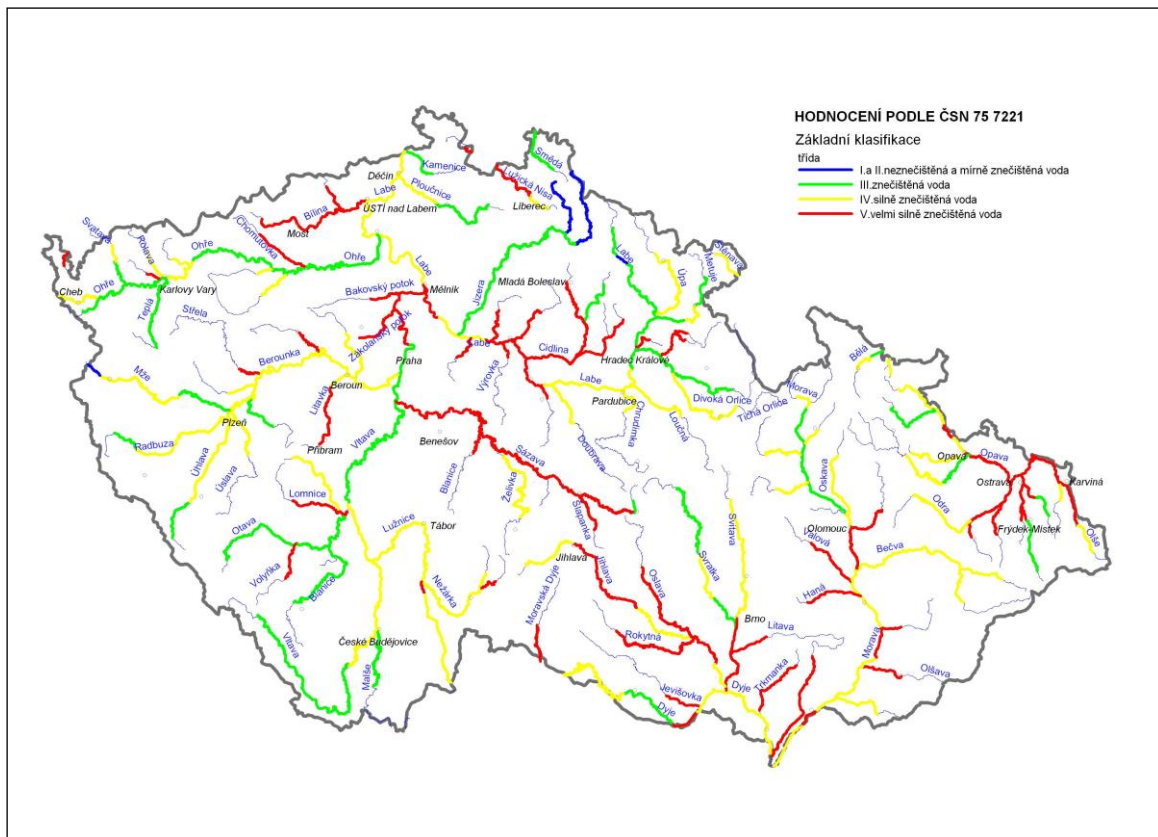 HODNOCENÍ PODLE ČSN 75 7221
Základní klasifikace
třída
I.a II.neznečištěná a mírně znečištěná voda
III.znečištěná voda
IV.silně znečištěná voda
V.velmi silně znečištěná voda
Smědá
Kamenice
Lužická Nisa
Děčín
Ploučnice
Labe
Liberec
ÚSTÍ nad Labem
Bílina
Most
Chomutovka
Svatava
Rolava
Ohře
Ohře
Ohře
Cheb
Karlovy Vary
Teplá
Střela
Labe
Mělník
Bakovský potok
Jizera
Mladá Boleslav
Labe
Úpa
Metuje
Stěnava
Zákolanský potok
Praha
Labe
Výrovka
Cidlina
Hradec Králové
Labe
Pardubice
Divoká Orlice
Tichá Orlice
Chrudimka
Loučná
Doubrava
Berounka
Beroun
Litavka
Příbram
Mže
Plzeň
Radbuza
Úhlava
Úslava
Vltava
Benešov
Blanice
Sázava
Želivka
Lomnice
Otava
Volyňka
Blanice
Tábor
Lužnice
Nežárka
Vltava
České Budějovice
Malše
Šlapanka
Jihlava
Jihlava
Moravská Dyje
Oslava
Rokytná
Svratka
Svitava
Brno
Litava
Jevišovka
Dyje
Dyje
Trkmanka
Morava
Oskava
Olomouc
Valová
Haná
Bečva
Morava
Olšava
Bělá
Opava
Opava
Ostrava
Karviná
Odra
Frýdek-Místek
Olše